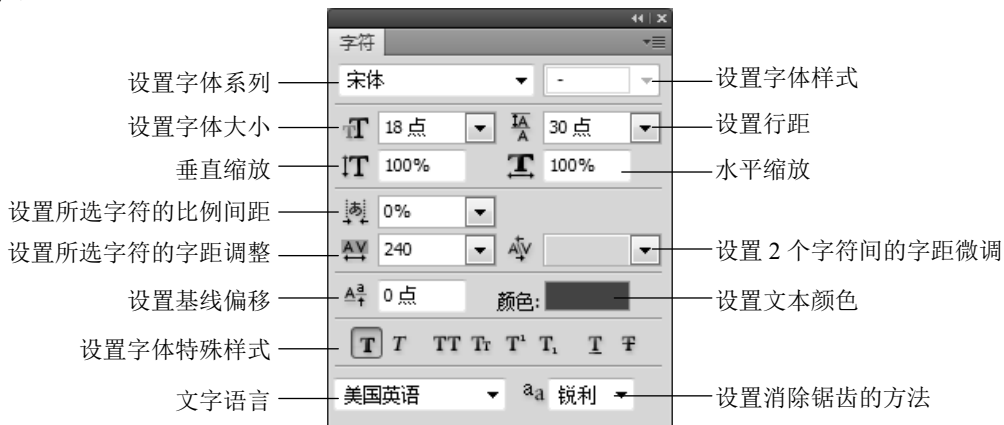 字符
设置字体系列 宋体 - 设置字体样式
设置字体大小 18 点 30 点 设置行距
垂直缩放 100% 100% 水平缩放
设置所选字符的比例间距 0%
设置所选字符的字距调整 240 设置 2 个字符间的字距微调
设置基线偏移 0 点 颜色: 设置文本颜色
设置字体特殊样式 T T TT Tr T¹ T₁ T T
文字语言 美国英语 aa 锐利 设置消除锯齿的方法